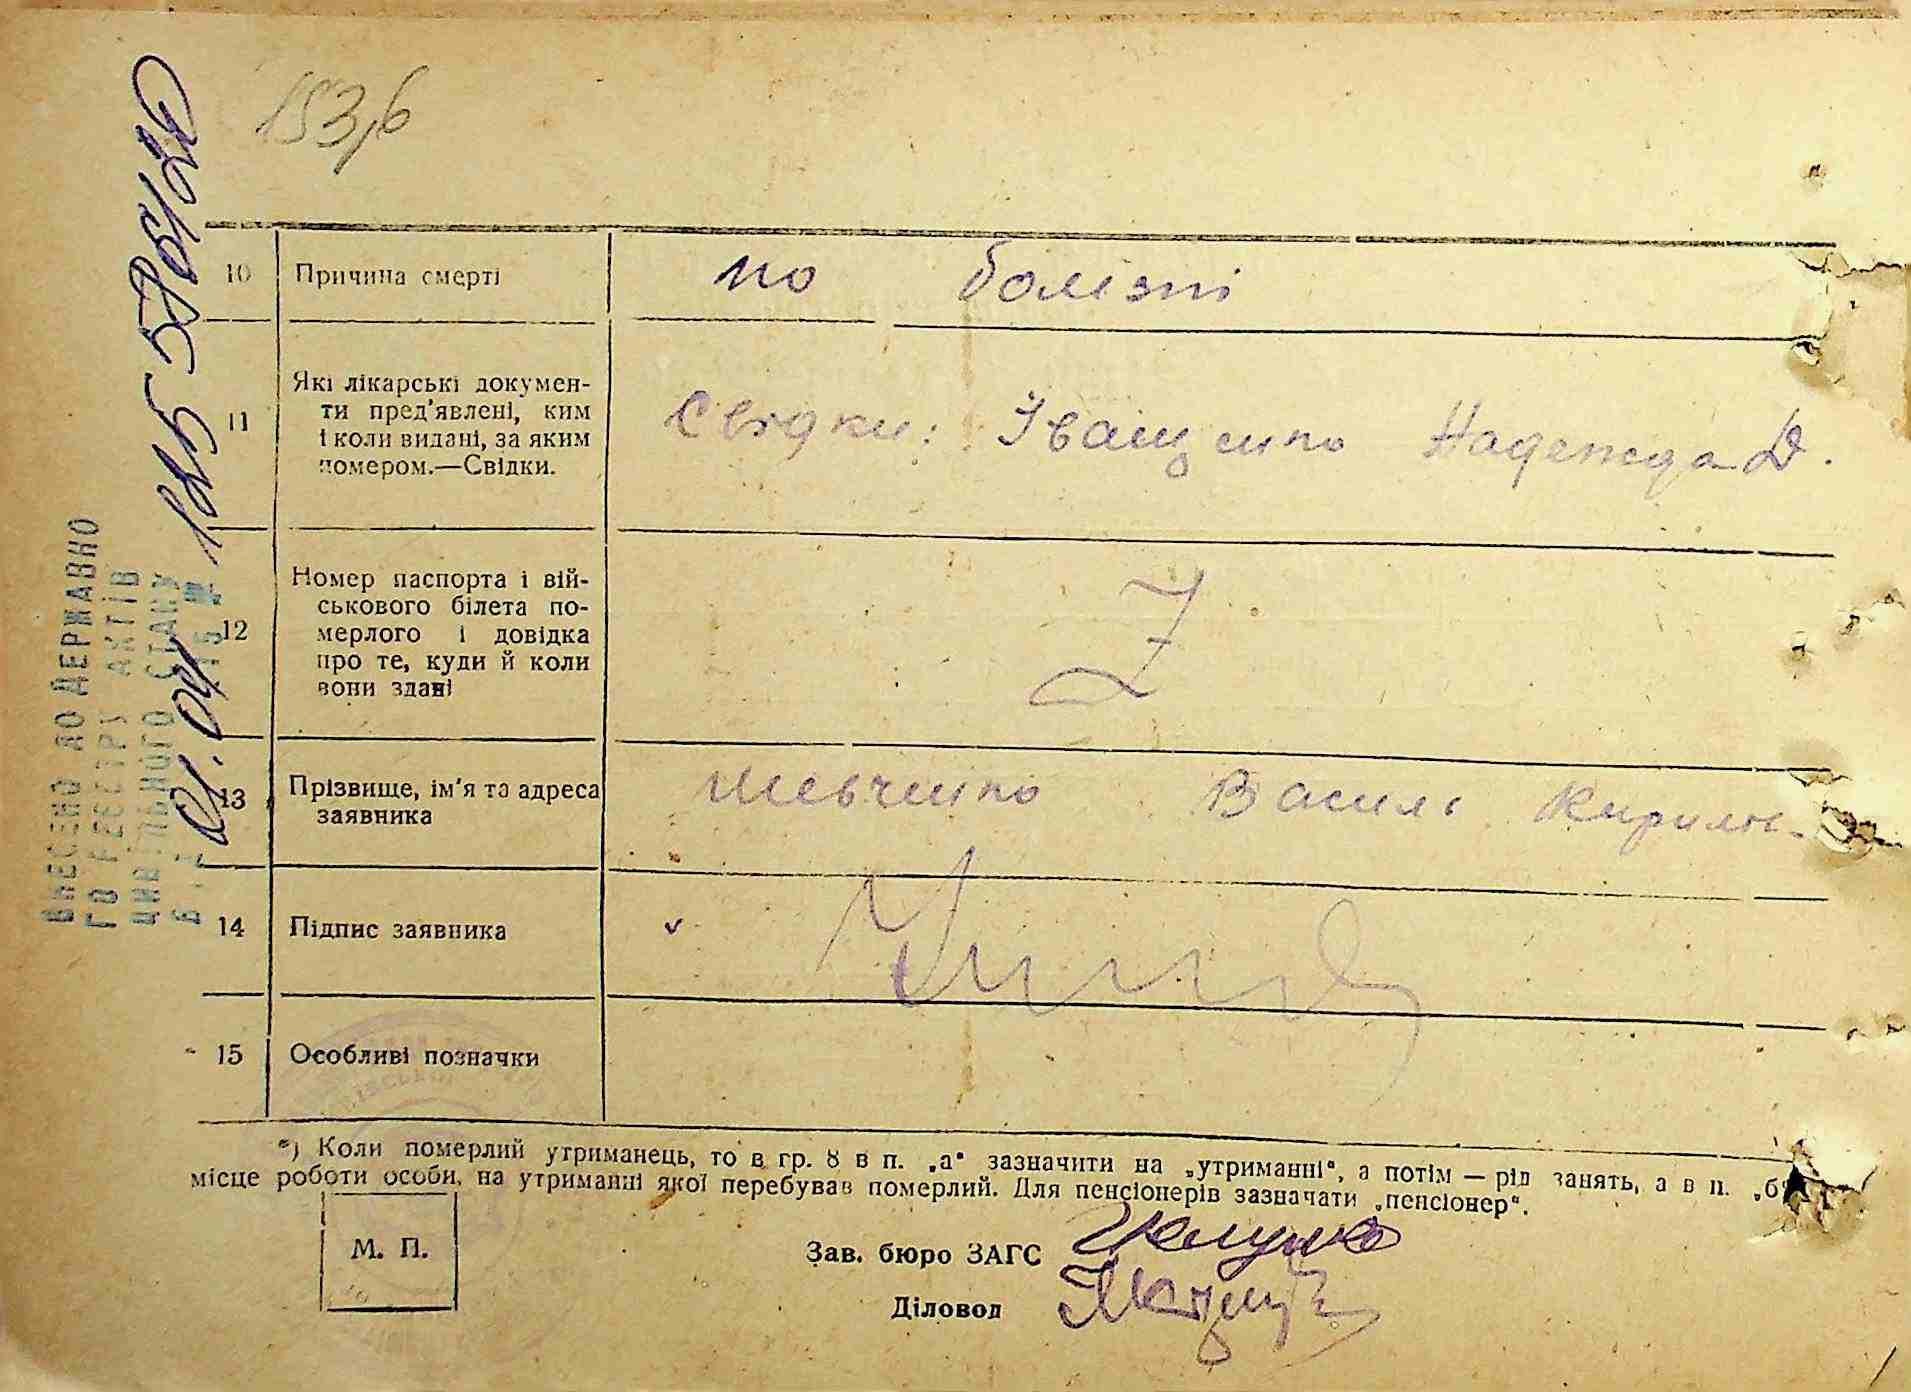 153,6
10 Причина смерті по болізні
11 Які лікарські докумен-
ти пред'явлені, ким
і коли видані, за яким
номером.—Свідки.
Свідки: Іващенко Надежда Д.
12 Номер паспорта і вій-
ськового білета по-
мерлого і довідка
про те, куди й коли
вони здані
Z
13 Прізвище, ім'я та адреса
заявника
Шевченко Василь Кирилов.
14 Підпис заявника
15 Особливі позначки
*) Коли померлий утриманець, то в гр. 8 в п. „а" зазначити на „утриманні", а потім — рід занять, а в п. „б"
місце роботи особи, на утриманні якої перебував померлий. Для пенсіонерів зазначати „пенсіонер".
М. П.
Зав. бюро ЗАГС
Діловод
ВНЕСЕНО ДО ДЕРЖАВНО
ГО РЕЄСТРУ АКТІВ
ЦИВІЛЬНОГО СТАНУ
№